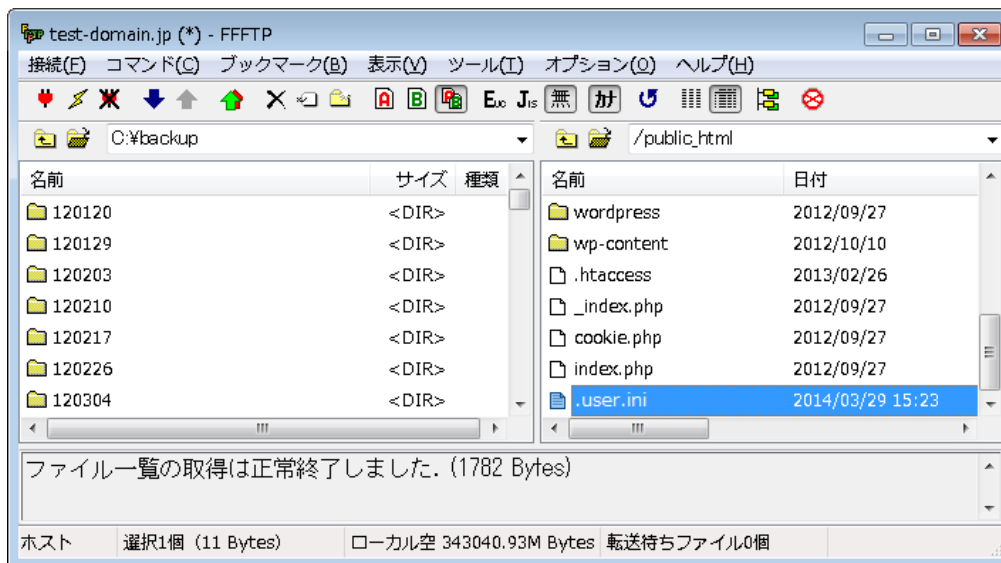 test-domain.jp (*) - FFFTP
接続(F) コマンド(C) ブックマーク(B) 表示(V) ツール(T) オプション(O) ヘルプ(H)
A B Euc Jis 無 カナ
C:¥backup
/public_html
名前 サイズ 種類
120120 <DIR>
120129 <DIR>
120203 <DIR>
120210 <DIR>
120217 <DIR>
120226 <DIR>
120304 <DIR>
名前 日付
wordpress 2012/09/27
wp-content 2012/10/10
.htaccess 2013/02/26
_index.php 2012/09/27
cookie.php 2012/09/27
index.php 2012/09/27
.user.ini 2014/03/29 15:23
ファイル一覧の取得は正常終了しました. (1782 Bytes)
ホスト 選択1個 (11 Bytes) ローカル空 343040.93M Bytes 転送待ちファイル0個